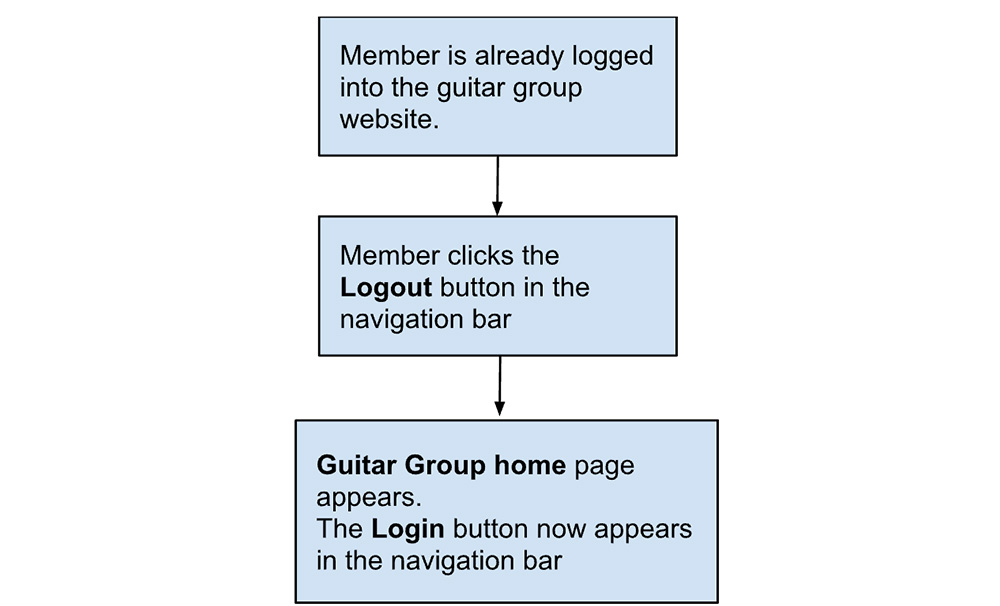 Member is already logged
into the guitar group
website.
Member clicks the
Logout button in the
navigation bar
Guitar Group home page
appears.
The Login button now appears
in the navigation bar